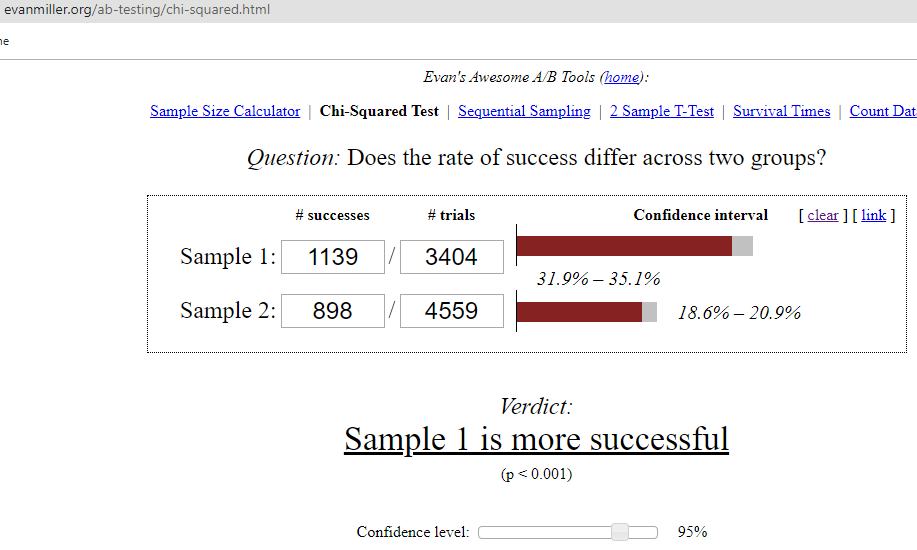 evanmiller.org/ab-testing/chi-squared.html
ne
Evan's Awesome A/B Tools (home):
Sample Size Calculator | Chi-Squared Test | Sequential Sampling | 2 Sample T-Test | Survival Times | Count Dat
Question: Does the rate of success differ across two groups?
# successes # trials Confidence interval [ clear ] [ link ]
Sample 1: 1139 / 3404
31.9% – 35.1%
Sample 2: 898 / 4559 18.6% – 20.9%
Verdict:
Sample 1 is more successful
(p < 0.001)
Confidence level: 95%